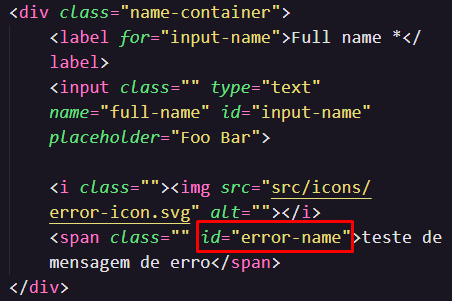 <div class="name-container">
<label for="input-name">Full name *</
label>
<input class="" type="text"
name="full-name" id="input-name"
placeholder="Foo Bar">
<i class=""><img src="src/icons/
error-icon.svg" alt=""></i>
<span class="" id="error-name">teste de
mensagem de erro</span>
</div>